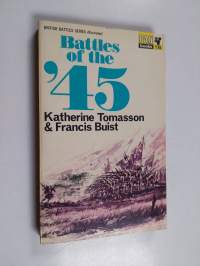 BRITISH BATTLES SERIES illustrated
Battles of the
'45
Katherine Tomasson
& Francis Buist